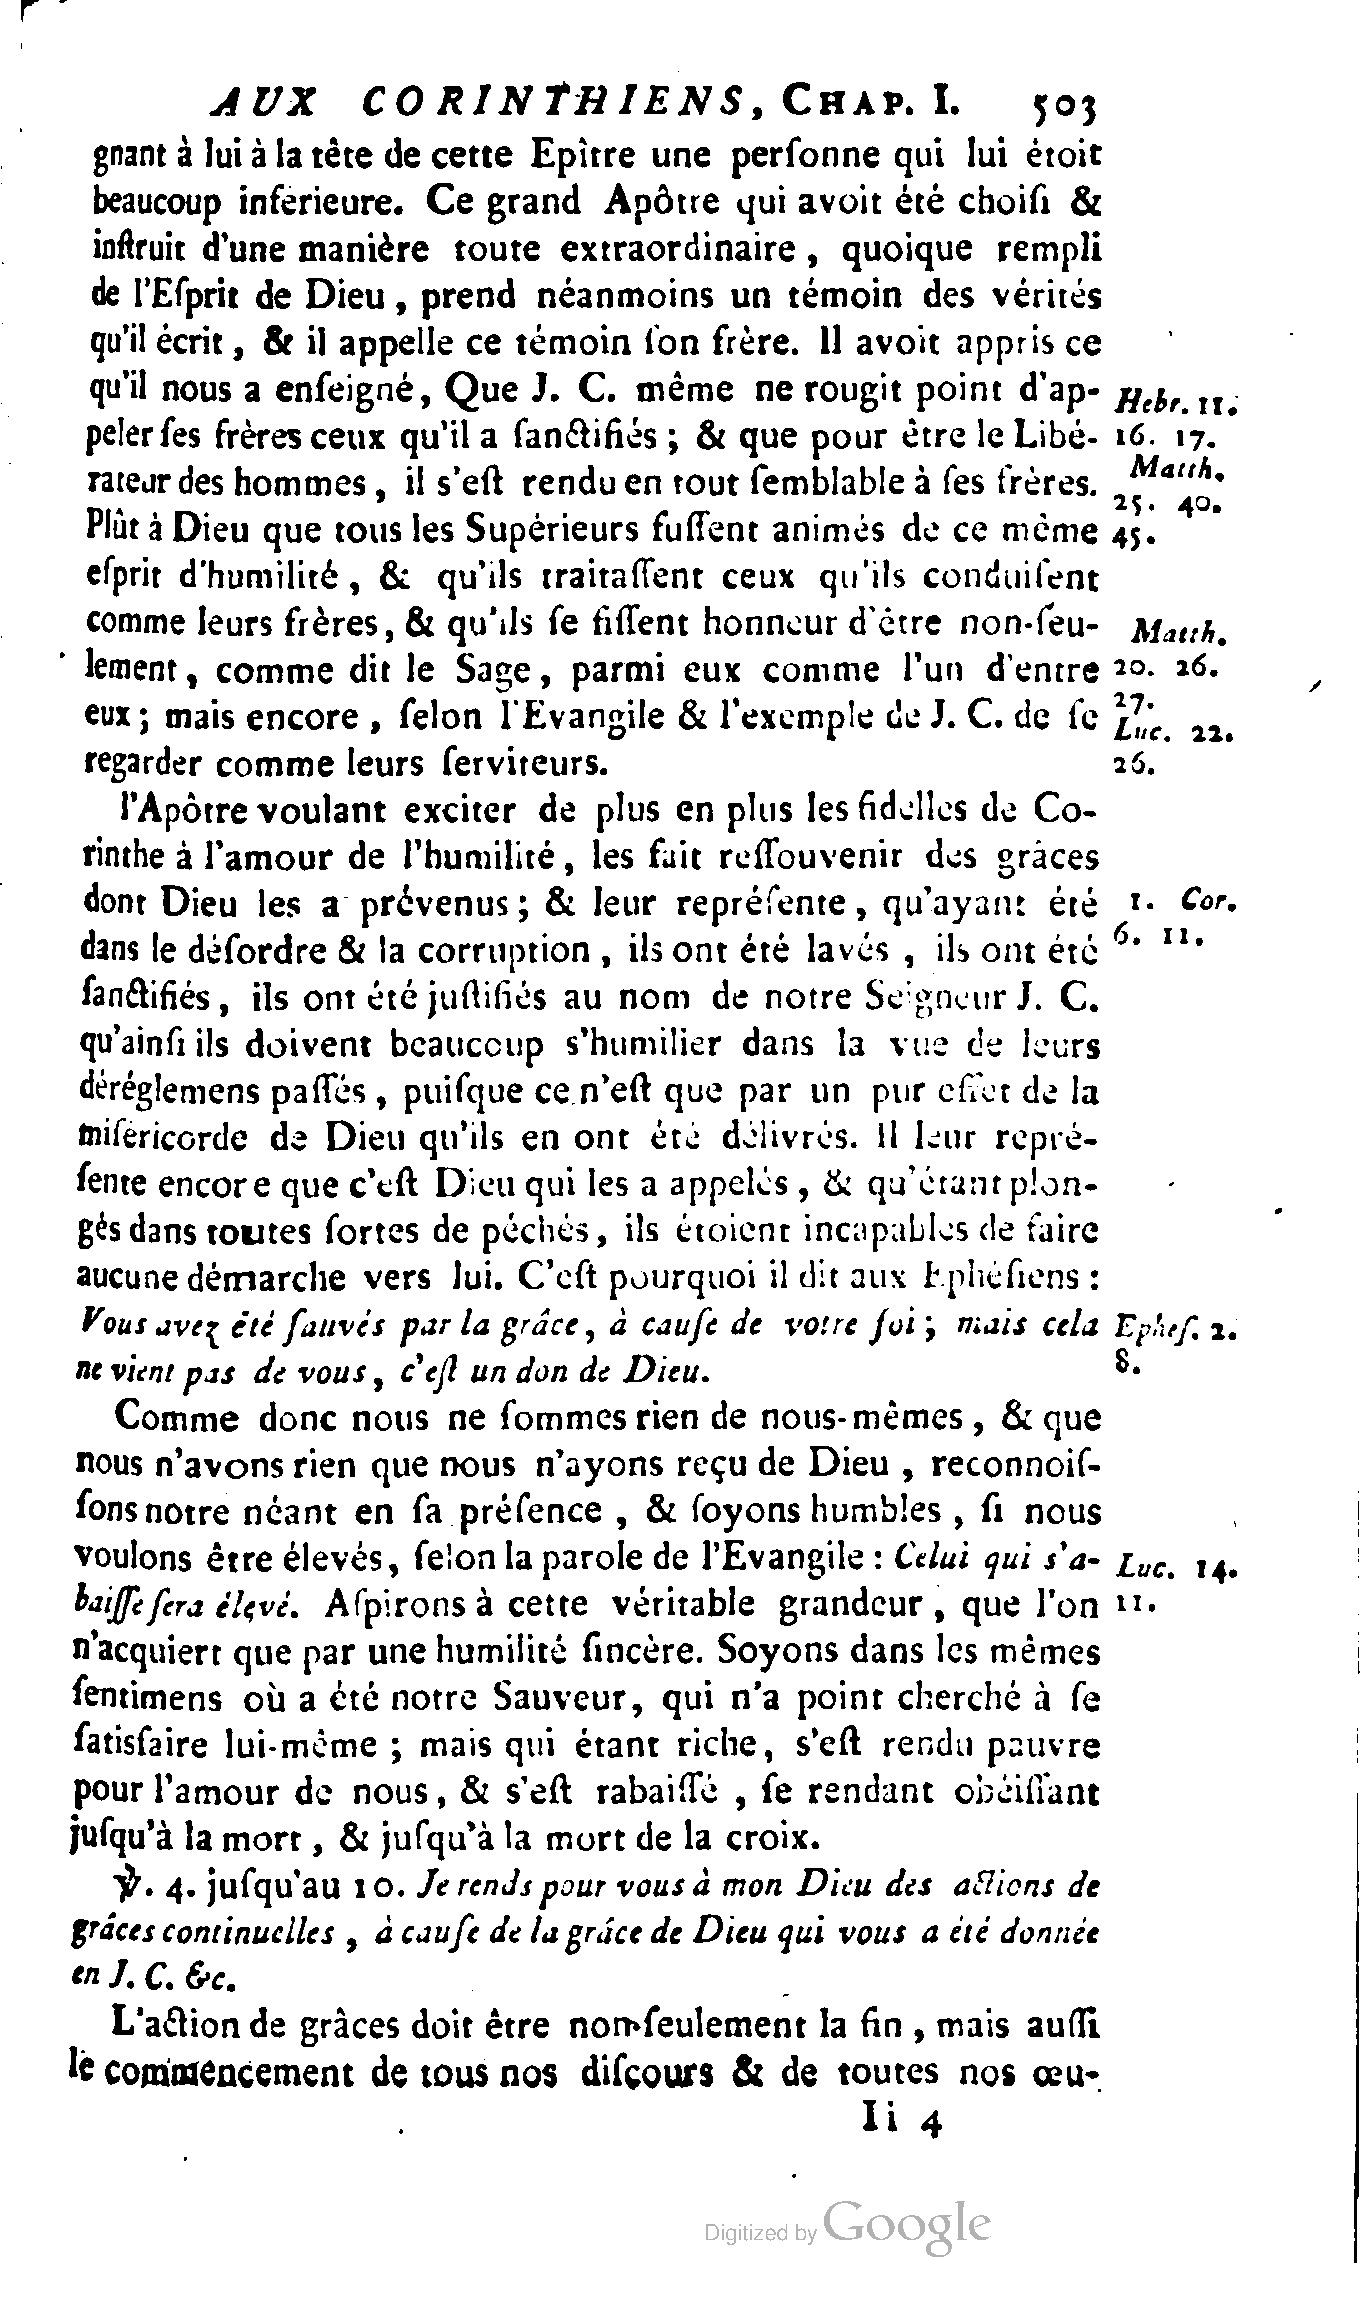 AUX CORINTHIENS, CHAP. I. 503
gnant à lui à la tête de cette Epître une perſonne qui lui étoit
beaucoup inférieure. Ce grand Apôtre qui avoit été choiſi &
inſtruit d'une manière toute extraordinaire, quoique rempli
de l'Eſprit de Dieu, prend néanmoins un témoin des vérités
qu'il écrit, & il appelle ce témoin ſon frère. Il avoit appris ce
qu'il nous a enſeigné, Que J. C. même ne rougit point d'ap-
Hebr. 11.
peler ſes frères ceux qu'il a ſanctifiés; & que pour être le Libé-
16. 17.
rateur des hommes, il s'eſt rendu en tout ſemblable à ſes frères.
Matth.
25. 40.
Plût à Dieu que tous les Supérieurs fuſſent animés de ce même
45.
eſprit d'humilité, & qu'ils traitaſſent ceux qu'ils conduiſent
comme leurs frères, & qu'ils ſe fiſſent honneur d'être non-ſeu-
Matth.
lement, comme dit le Sage, parmi eux comme l'un d'entre
20. 26.
eux; mais encore, ſelon l'Evangile & l'exemple de J. C. de ſe
27.
Luc. 22.
regarder comme leurs ſerviteurs.
26.
l'Apôtre voulant exciter de plus en plus les fidelles de Co-
rinthe à l'amour de l'humilité, les fait reſſouvenir des grâces
dont Dieu les a prévenus; & leur repréſente, qu'ayant été
1. Cor.
dans le déſordre & la corruption, ils ont été lavés, ils ont été
6. 11.
ſanctifiés, ils ont été juſtifiés au nom de notre Seigneur J. C.
qu'ainſi ils doivent beaucoup s'humilier dans la vue de leurs
déréglemens paſſés, puiſque ce n'eſt que par un pur effet de la
miſéricorde de Dieu qu'ils en ont été délivrés. Il leur repré-
ſente encore que c'eſt Dieu qui les a appelés, & qu'étant plon-
gés dans toutes ſortes de péchés, ils étoient incapables de faire
aucune démarche vers lui. C'eſt pourquoi il dit aux Ephéſiens:
Vous avez été ſauvés par la grâce, à cauſe de votre foi; mais cela
Epheſ. 2.
ne vient pas de vous, c'eſt un don de Dieu.
8.
Comme donc nous ne ſommes rien de nous-mêmes, & que
nous n'avons rien que nous n'ayons reçu de Dieu, reconnoiſ-
ſons notre néant en ſa préſence, & ſoyons humbles, ſi nous
voulons être élevés, ſelon la parole de l'Evangile: Celui qui s'a-
Luc. 14.
baiſſe ſera élevé. Aſpirons à cette véritable grandeur, que l'on
11.
n'acquiert que par une humilité ſincère. Soyons dans les mêmes
ſentimens où a été notre Sauveur, qui n'a point cherché à ſe
ſatisfaire lui-même; mais qui étant riche, s'eſt rendu pauvre
pour l'amour de nous, & s'eſt rabaiſſé, ſe rendant obéiſſant
juſqu'à la mort, & juſqu'à la mort de la croix.
℣. 4. juſqu'au 10. Je rends pour vous à mon Dieu des actions de
grâces continuelles, à cauſe de la grâce de Dieu qui vous a été donnée
en J. C. &c.
L'action de grâces doit être non-ſeulement la fin, mais auſſi
le commencement de tous nos diſcours & de toutes nos œu-
Ii 4
Digitized by Google